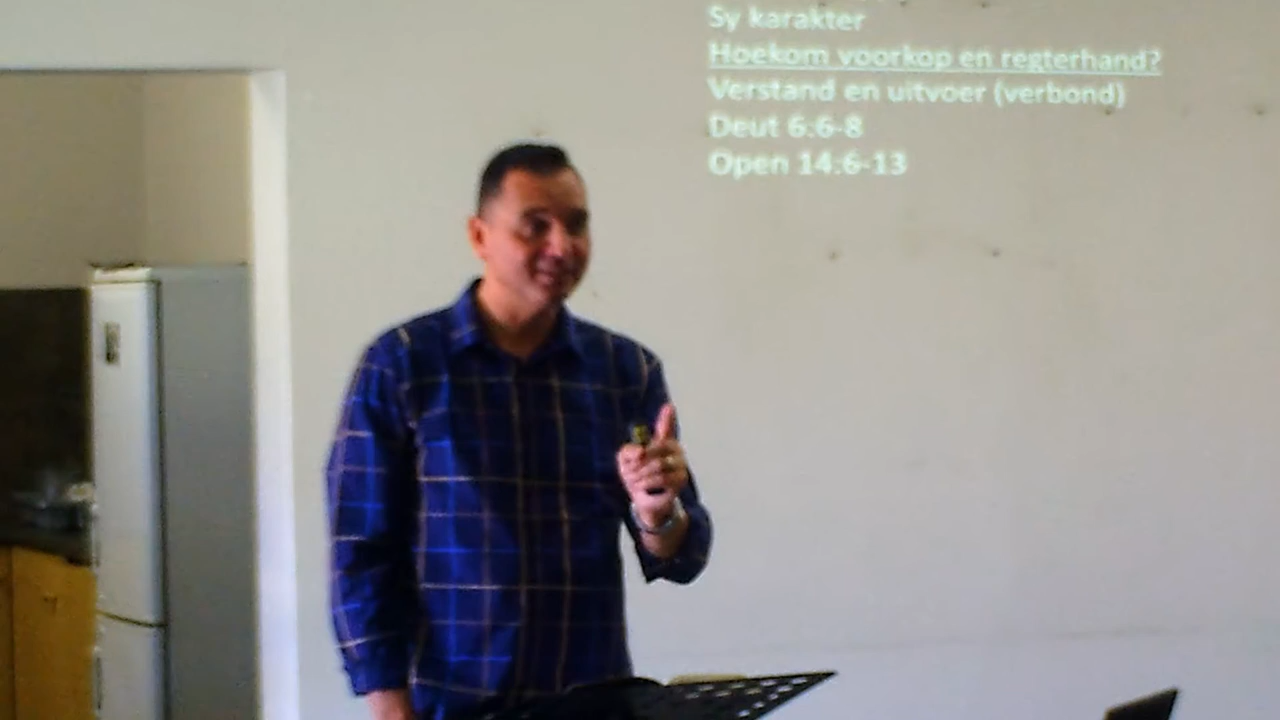 Sy karakter
Hoekom voorkop en regterhand?
Verstand en uitvoer (verbond)
Deut 6:6-8
Open 14:6-13